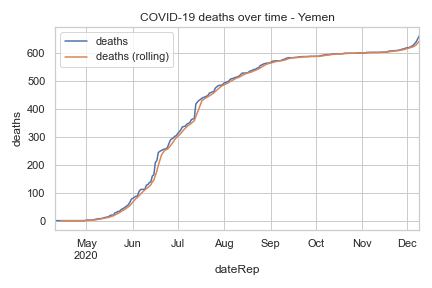 COVID-19 deaths over time - Yemen
deaths
deaths (rolling)
600
500
400
300
200
100
0
deaths
May Jun Jul Aug Sep Oct Nov Dec
2020
dateRep